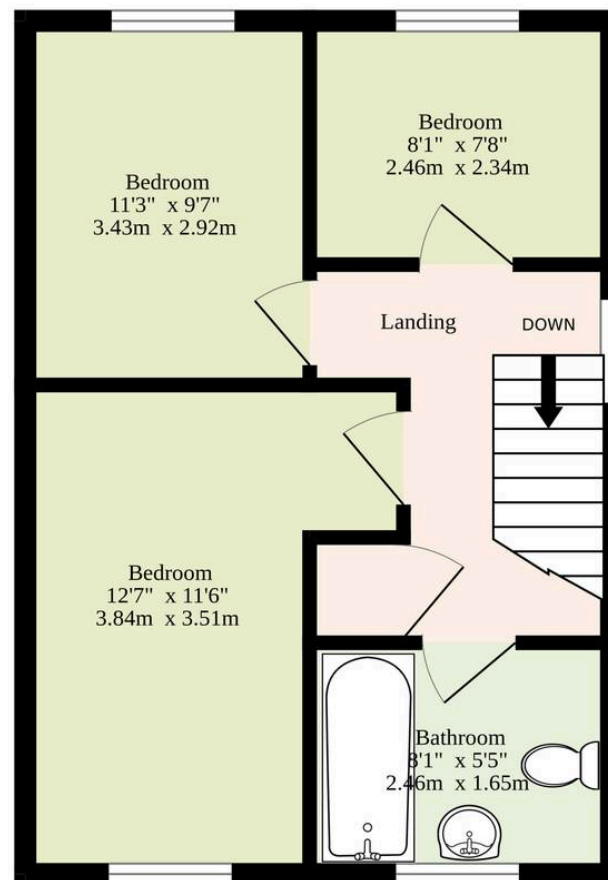 Bedroom
11'3" x 9'7"
3.43m x 2.92m
Bedroom
8'1" x 7'8"
2.46m x 2.34m
Landing
DOWN
Bedroom
12'7" x 11'6"
3.84m x 3.51m
Bathroom
8'1" x 5'5"
2.46m x 1.65m